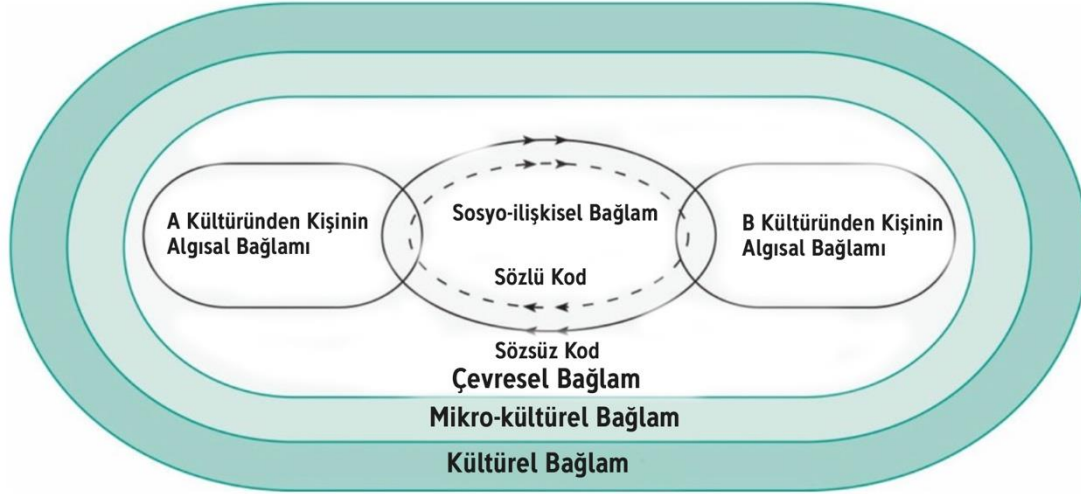 A Kültüründen Kişinin
Algısal Bağlamı
Sosyo-ilişkisel Bağlam
B Kültüründen Kişinin
Algısal Bağlamı
Sözlü Kod
Sözsüz Kod
Çevresel Bağlam
Mikro-kültürel Bağlam
Kültürel Bağlam